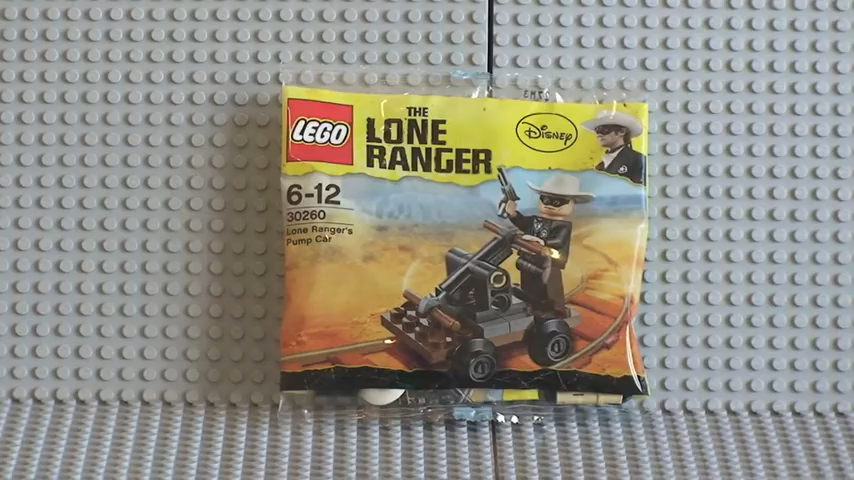 LEGO
THE
LONE
RANGER
Disney
6-12
30260
Lone Ranger's
Pump Car